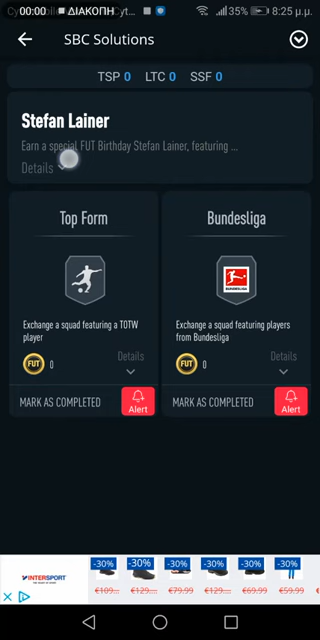 00:00 ΔΙΑΚΟΠΗ 35% 8:25 μ.μ.
SBC Solutions
TSP 0 LTC 0 SSF 0
Stefan Lainer
Earn a special FUT Birthday Stefan Lainer, featuring ...
Details
Top Form
Bundesliga
BUNDESLIGA
Exchange a squad featuring a TOTW
player
Exchange a squad featuring players
from Bundesliga
FUT 0
Details
FUT 0
Details
MARK AS COMPLETED
Alert
MARK AS COMPLETED
Alert
INTERSPORT
-30% -30% -30% -30% -30% -30%
€109... €129.... €79.99 €129.... €69.99 €59.99